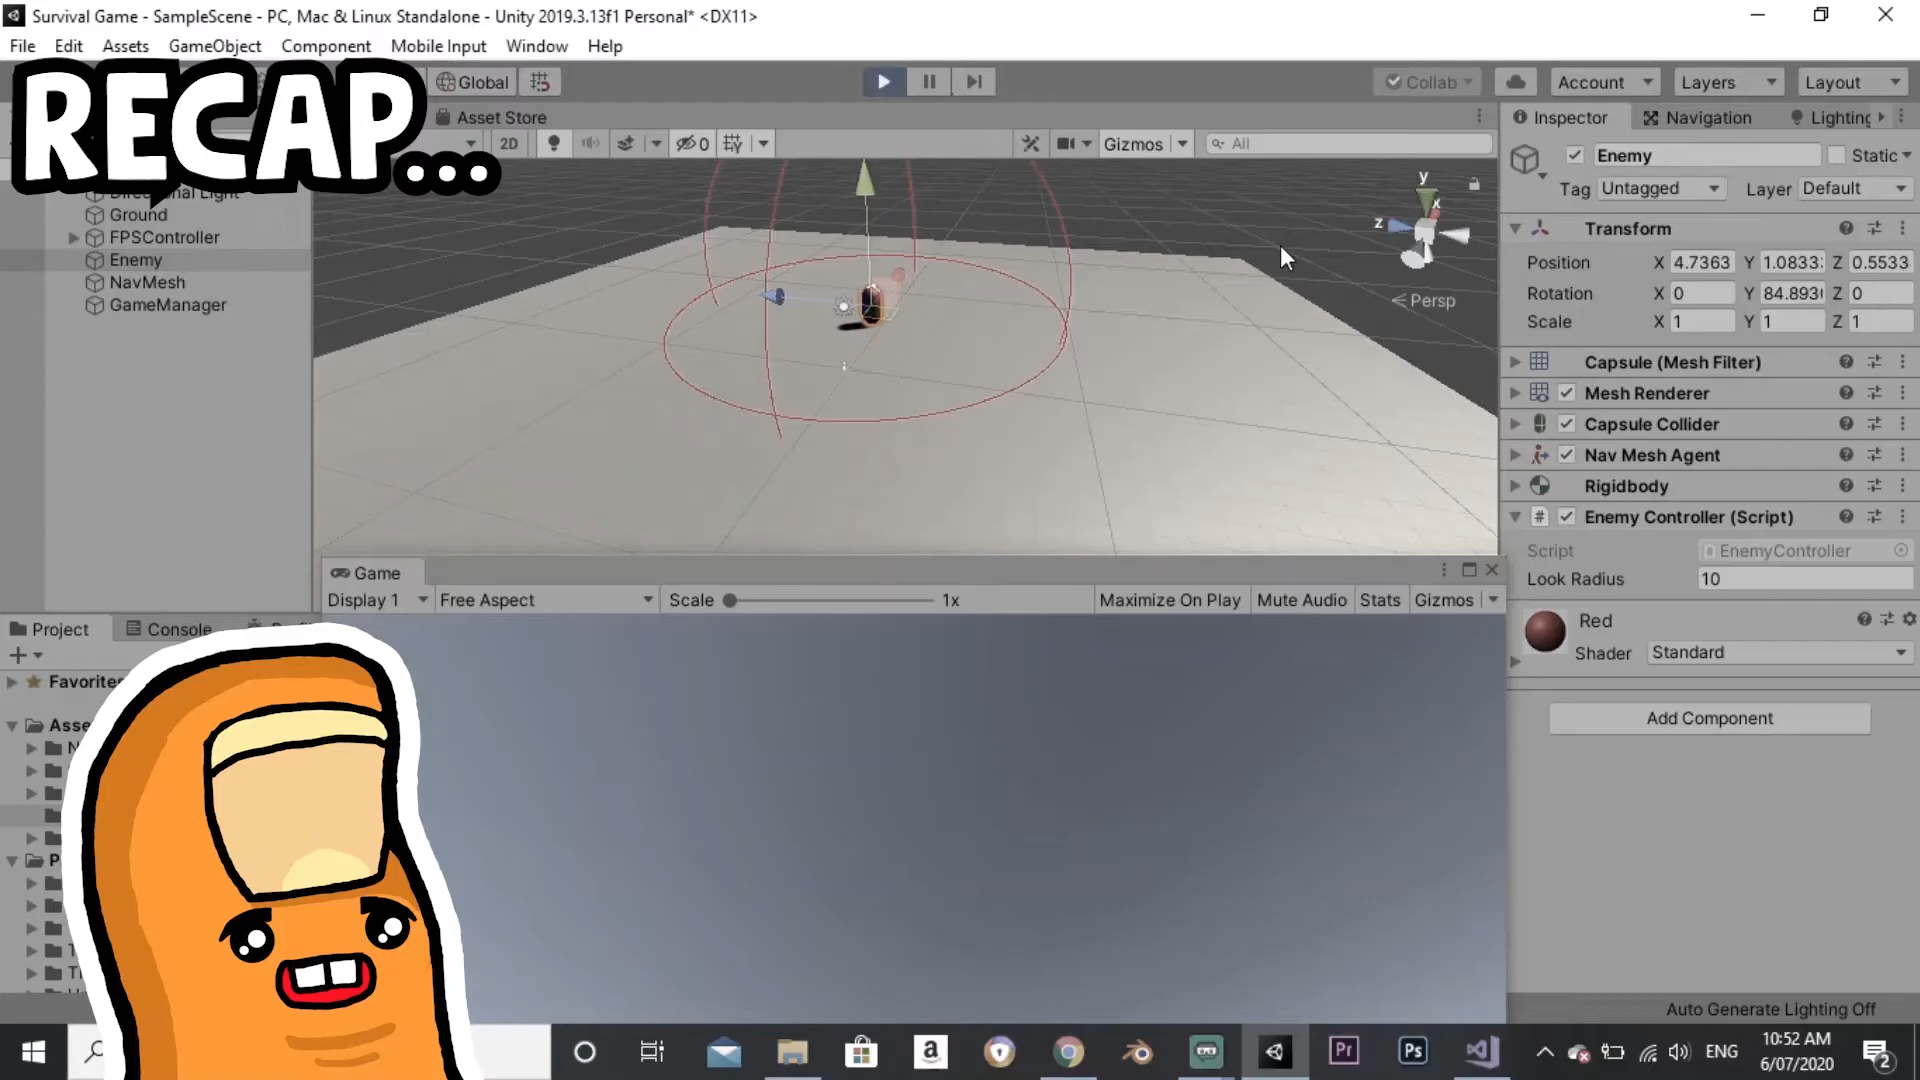 Survival Game - SampleScene - PC, Mac & Linux Standalone - Unity 2019.3.13f1 Personal* <DX11>
File Edit Assets GameObject Component Mobile Input Window Help
RECAP...
Global
Collab
Account
Layers
Layout
Asset Store
2D
0
Gizmos
All
Directional Light
Ground
FPSController
Enemy
NavMesh
GameManager
y
x
z
Persp
Inspector
Navigation
Lighting
Enemy
Static
Tag Untagged Layer Default
Transform
Position X 4.7363 Y 1.0833 Z 0.5533
Rotation X 0 Y 84.893 Z 0
Scale X 1 Y 1 Z 1
Capsule (Mesh Filter)
Mesh Renderer
Capsule Collider
Nav Mesh Agent
Rigidbody
Enemy Controller (Script)
Script EnemyController
Look Radius 10
Red
Shader Standard
Add Component
Game
Display 1 Free Aspect Scale 1x Maximize On Play Mute Audio Stats Gizmos
Project
Console
Favorites
Asse
P
Auto Generate Lighting Off
Pr
Ps
ENG
10:52 AM
6/07/2020
2